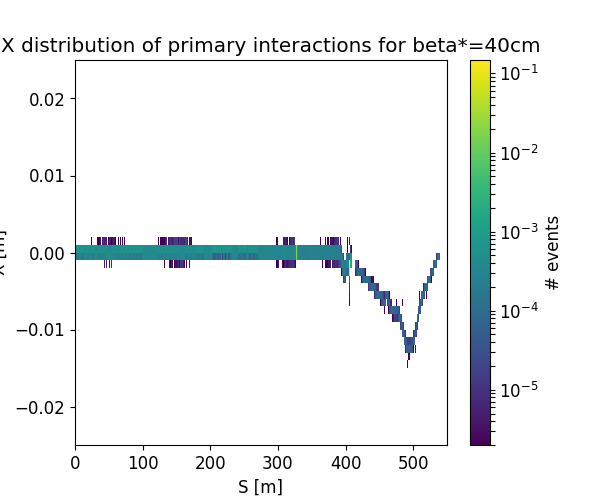 X distribution of primary interactions for beta*=40cm
0.02
0.01
0.00
−0.01
−0.02
X [m]
0 100 200 300 400 500
S [m]
10⁻¹
10⁻²
10⁻³
10⁻⁴
10⁻⁵
# events